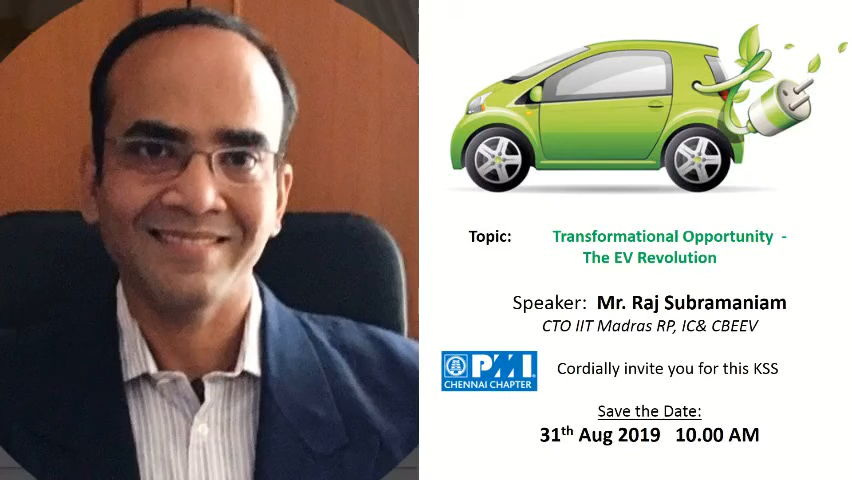 Topic: Transformational Opportunity -
The EV Revolution
Speaker: Mr. Raj Subramaniam
CTO IIT Madras RP, IC& CBEEV
PMI®
CHENNAI CHAPTER
Cordially invite you for this KSS
Save the Date:
31th Aug 2019 10.00 AM